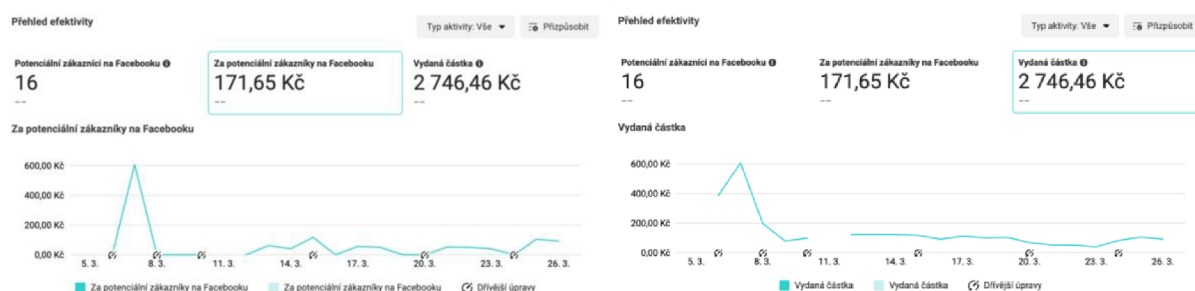 Přehled efektivity
Typ aktivity: Vše
Přizpůsobit
Potenciální zákazníci na Facebooku
16
--
Za potenciální zákazníky na Facebooku
171,65 Kč
--
Vydaná částka
2 746,46 Kč
--
Za potenciální zákazníky na Facebooku
600,00 Kč
400,00 Kč
200,00 Kč
0,00 Kč
5. 3. 8. 3. 11. 3. 14. 3. 17. 3. 20. 3. 23. 3. 26. 3.
Za potenciální zákazníky na Facebooku Za potenciální zákazníky na Facebooku Dřívější úpravy
Přehled efektivity
Typ aktivity: Vše
Přizpůsobit
Potenciální zákazníci na Facebooku
16
--
Za potenciální zákazníky na Facebooku
171,65 Kč
--
Vydaná částka
2 746,46 Kč
--
Vydaná částka
600,00 Kč
400,00 Kč
200,00 Kč
0,00 Kč
5. 3. 8. 3. 11. 3. 14. 3. 17. 3. 20. 3. 23. 3. 26. 3.
Vydaná částka Vydaná částka Dřívější úpravy